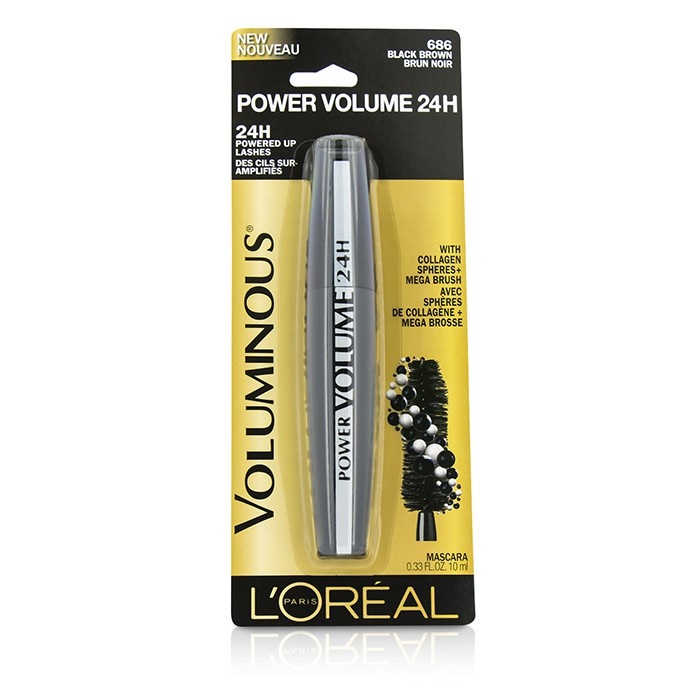 NEW
NOUVEAU
686
BLACK BROWN
BRUN NOIR
POWER VOLUME 24H
24H
POWERED UP
LASHES
DES CILS SUR-
AMPLIFIÉS
VOLUMINOUS®
POWER VOLUME 24H
WITH
COLLAGEN
SPHERES+
MEGA BRUSH
AVEC
SPHÈRES
DE COLLAGÈNE +
MEGA BROSSE
MASCARA
0.33 FL.OZ. 10 ml
L'ORÉAL
PARIS